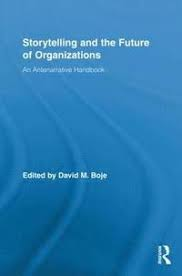 Storytelling and the Future
of Organizations
An Antenarrative Handbook
Edited by David M. Boje